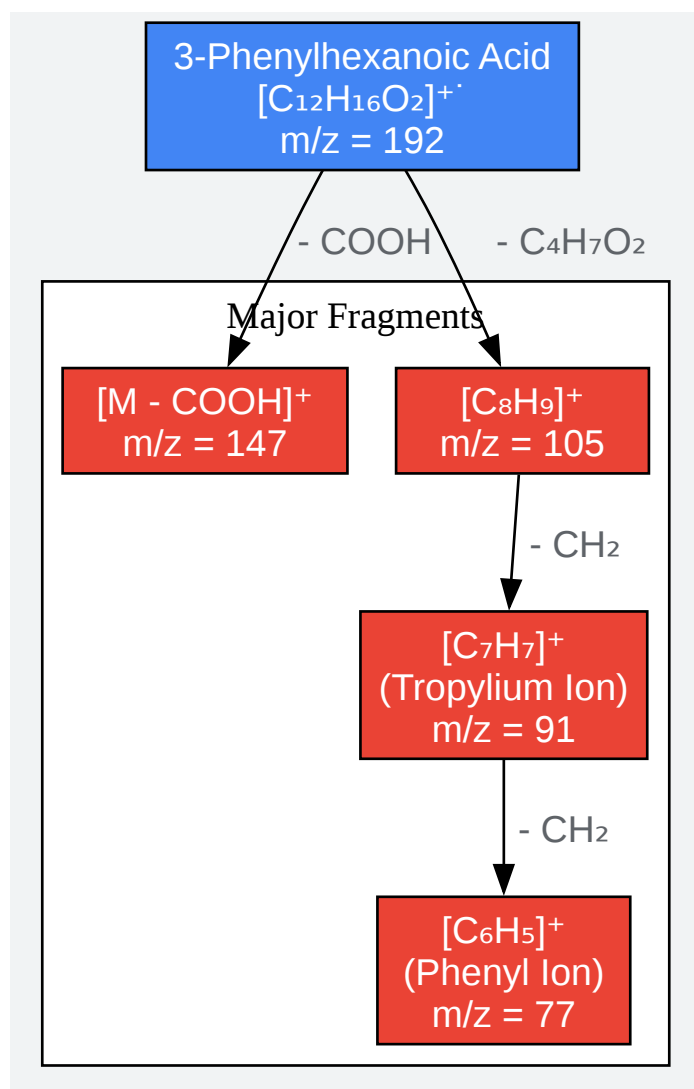 3-Phenylhexanoic Acid
[C₁₂H₁₆O₂]⁺˙
m/z = 192
- COOH
- C₄H₇O₂
Major Fragments
[M - COOH]⁺
m/z = 147
[C₈H₉]⁺
m/z = 105
- CH₂
[C₇H₇]⁺
(Tropylium Ion)
m/z = 91
- CH₂
[C₆H₅]⁺
(Phenyl Ion)
m/z = 77